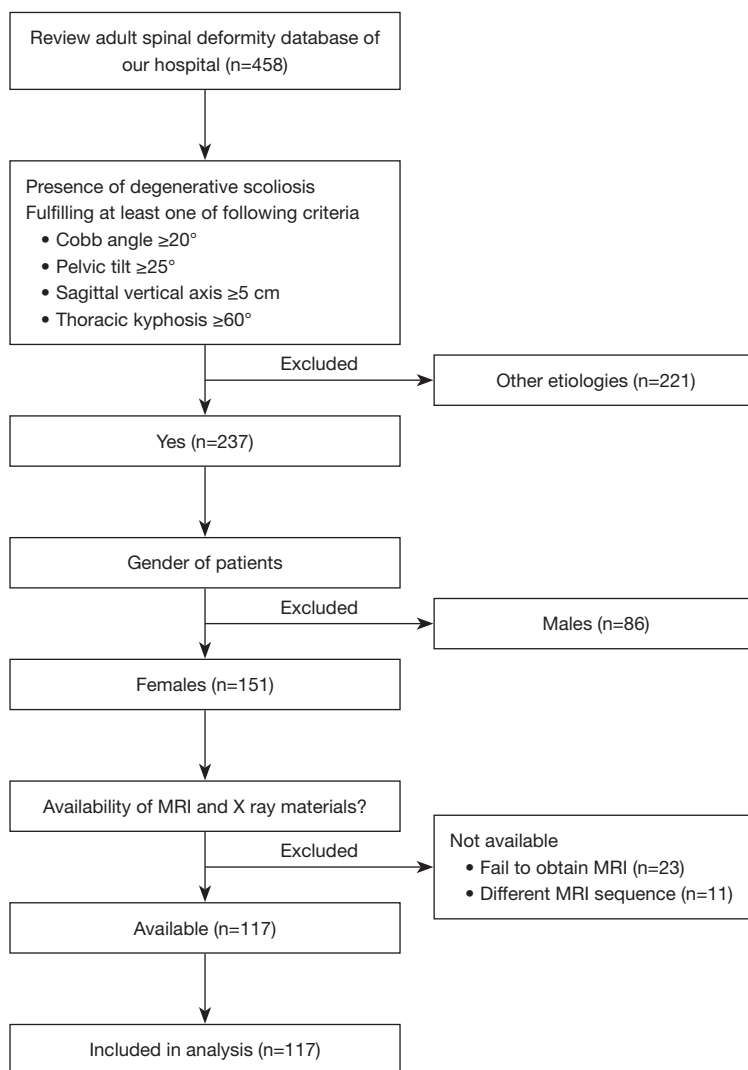 Review adult spinal deformity database of
our hospital (n=458)
Presence of degenerative scoliosis
Fulfilling at least one of following criteria
• Cobb angle ≥20°
• Pelvic tilt ≥25°
• Sagittal vertical axis ≥5 cm
• Thoracic kyphosis ≥60°
Excluded
Other etiologies (n=221)
Yes (n=237)
Gender of patients
Excluded
Males (n=86)
Females (n=151)
Availability of MRI and X ray materials?
Excluded
Not available
• Fail to obtain MRI (n=23)
• Different MRI sequence (n=11)
Available (n=117)
Included in analysis (n=117)